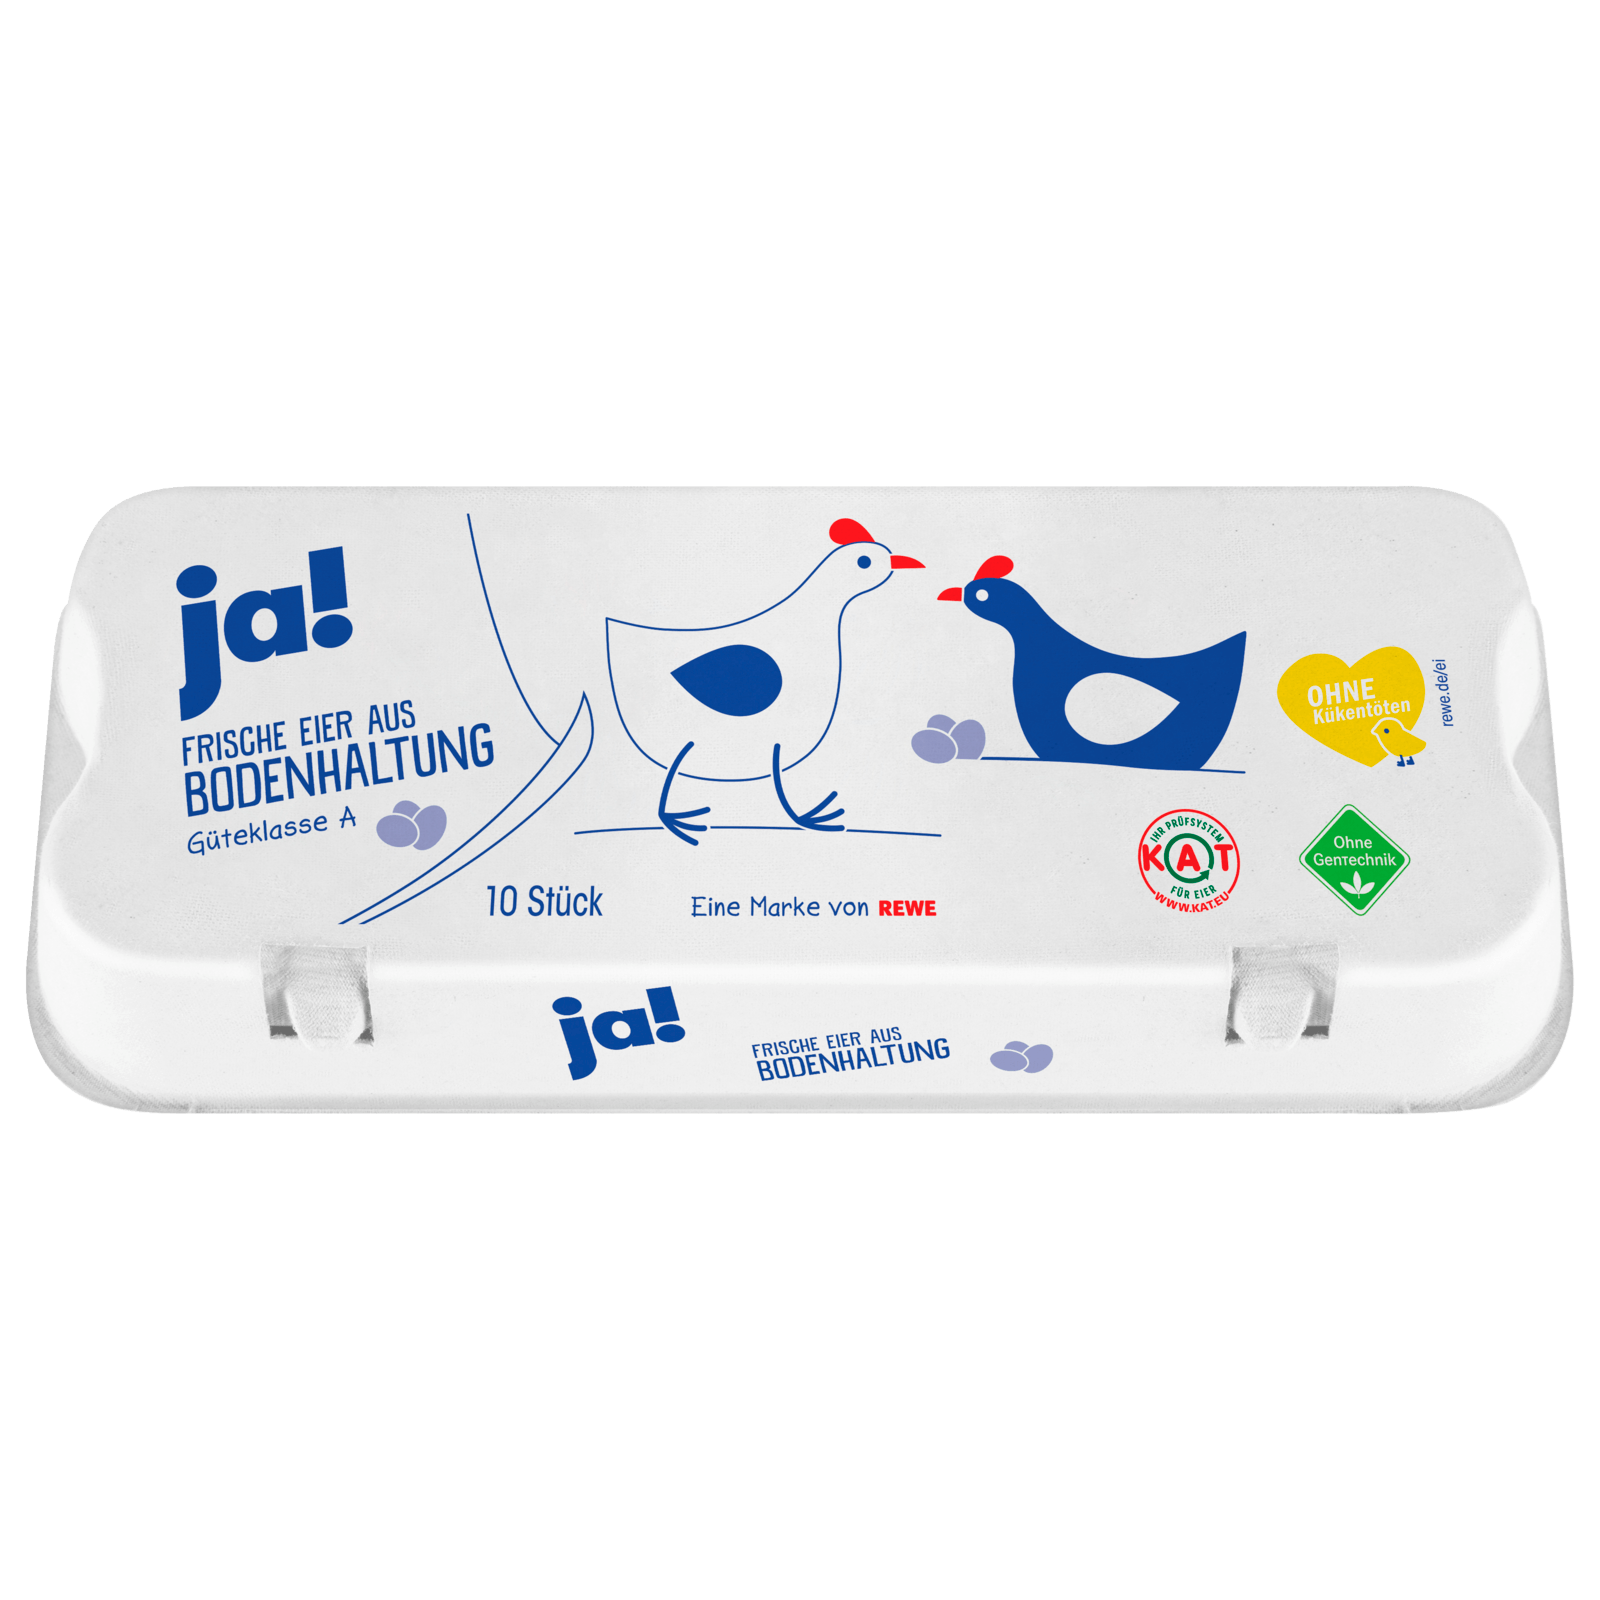 ja!
FRISCHE EIER AUS
BODENHALTUNG
Güteklasse A
10 Stück
Eine Marke von REWE
OHNE
Kükentöten
rewe.de/ei
IHR PRÜFSYSTEM
KAT
FÜR EIER
WWW.KAT.EU
Ohne
GenTechnik
ja!
FRISCHE EIER AUS
BODENHALTUNG